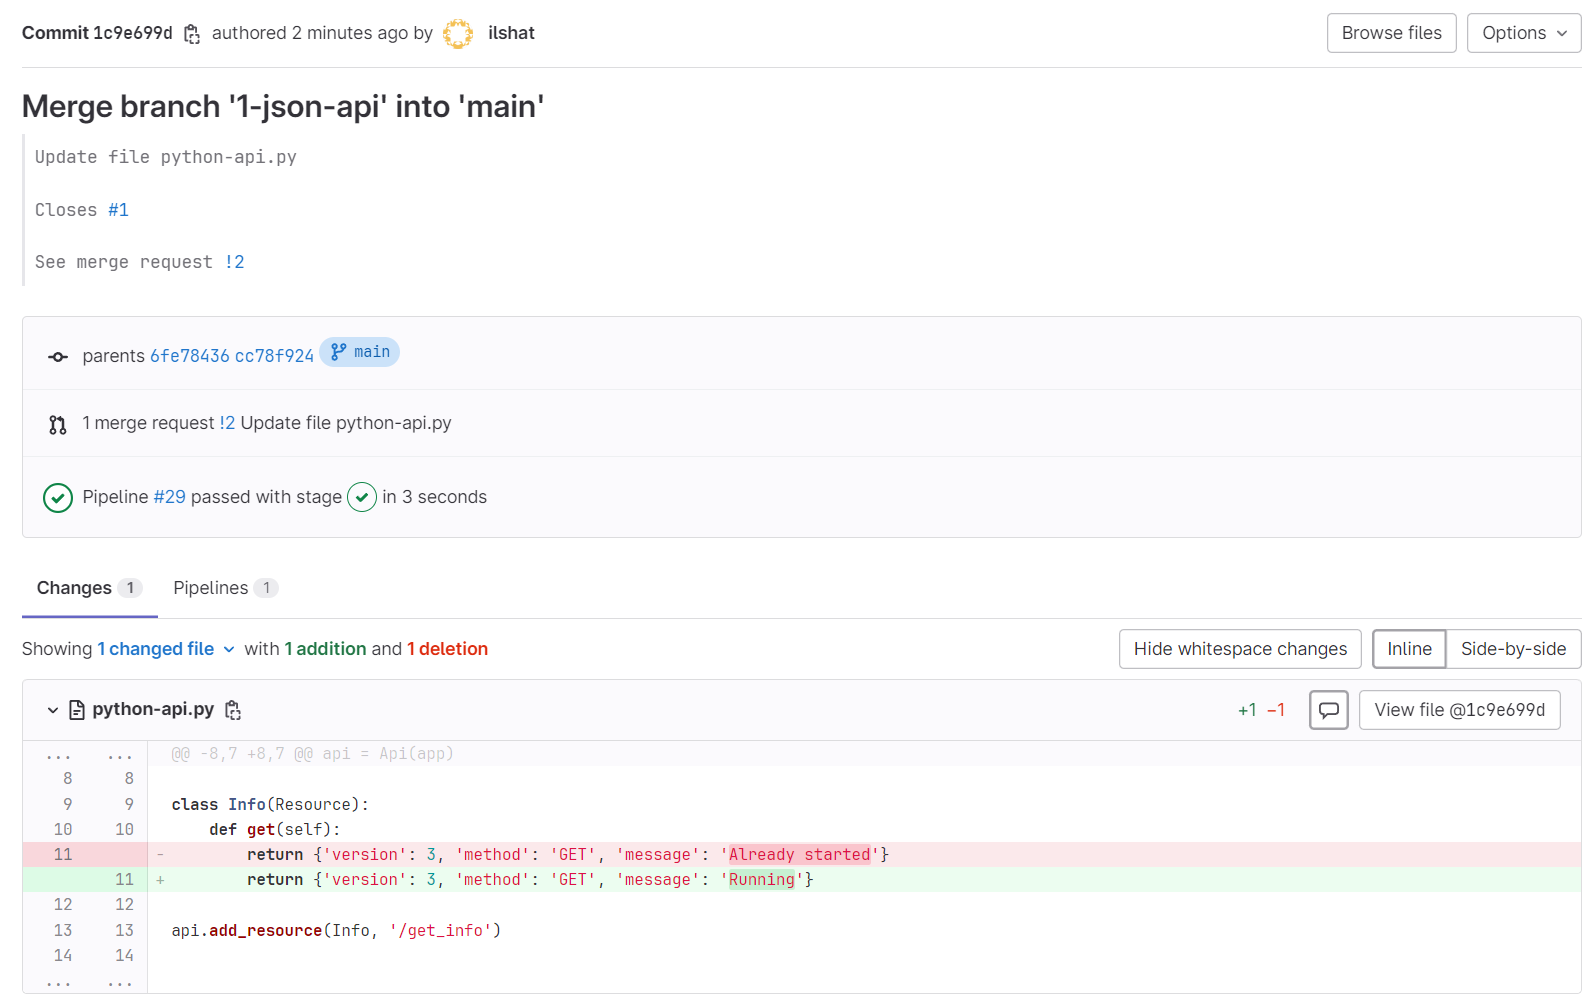 Commit 1c9e699d authored 2 minutes ago by ilshat
Browse files
Options
Merge branch '1-json-api' into 'main'
Update file python-api.py
Closes #1
See merge request !2
parents 6fe78436 cc78f924 main
1 merge request !2 Update file python-api.py
Pipeline #29 passed with stage in 3 seconds
Changes 1
Pipelines 1
Showing 1 changed file with 1 addition and 1 deletion
Hide whitespace changes
Inline
Side-by-side
python-api.py
+1 −1
View file @1c9e699d
... ... @@ -8,7 +8,7 @@ api = Api(app)
8 8
9 9 class Info(Resource):
10 10     def get(self):
11 -         return {'version': 3, 'method': 'GET', 'message': 'Already started'}
11 +         return {'version': 3, 'method': 'GET', 'message': 'Running'}
12 12
13 13 api.add_resource(Info, '/get_info')
14 14
... ...